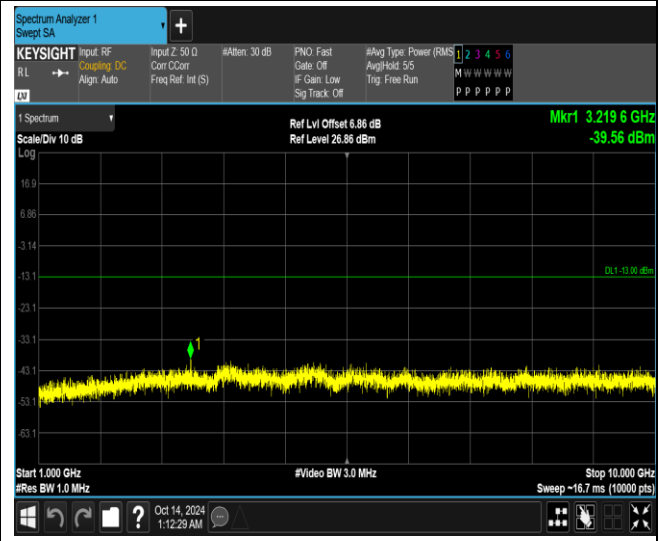 Spectrum Analyzer 1
Swept SA
+
KEYSIGHT
RL
LXI
Input: RF
Coupling: DC
Align: Auto
Input Z: 50 Ω
Corr CCorr
Freq Ref: Int (S)
#Atten: 30 dB
PNO: Fast
Gate: Off
IF Gain: Low
Sig Track: Off
#Avg Type: Power (RMS
Avg|Hold: 5/5
Trig: Free Run
1 2 3 4 5 6
M W W W W W
P P P P P P
1 Spectrum
Scale/Div 10 dB
Log
Ref Lvl Offset 6.86 dB
Ref Level 26.86 dBm
Mkr1 3.219 6 GHz
-39.56 dBm
16.9
6.86
-3.14
-13.1
DL1 -13.00 dBm
-23.1
-33.1
1
-43.1
-53.1
-63.1
Start 1.000 GHz
#Res BW 1.0 MHz
#Video BW 3.0 MHz
Stop 10.000 GHz
Sweep ~16.7 ms (10000 pts)
?
Oct 14, 2024
1:12:29 AM